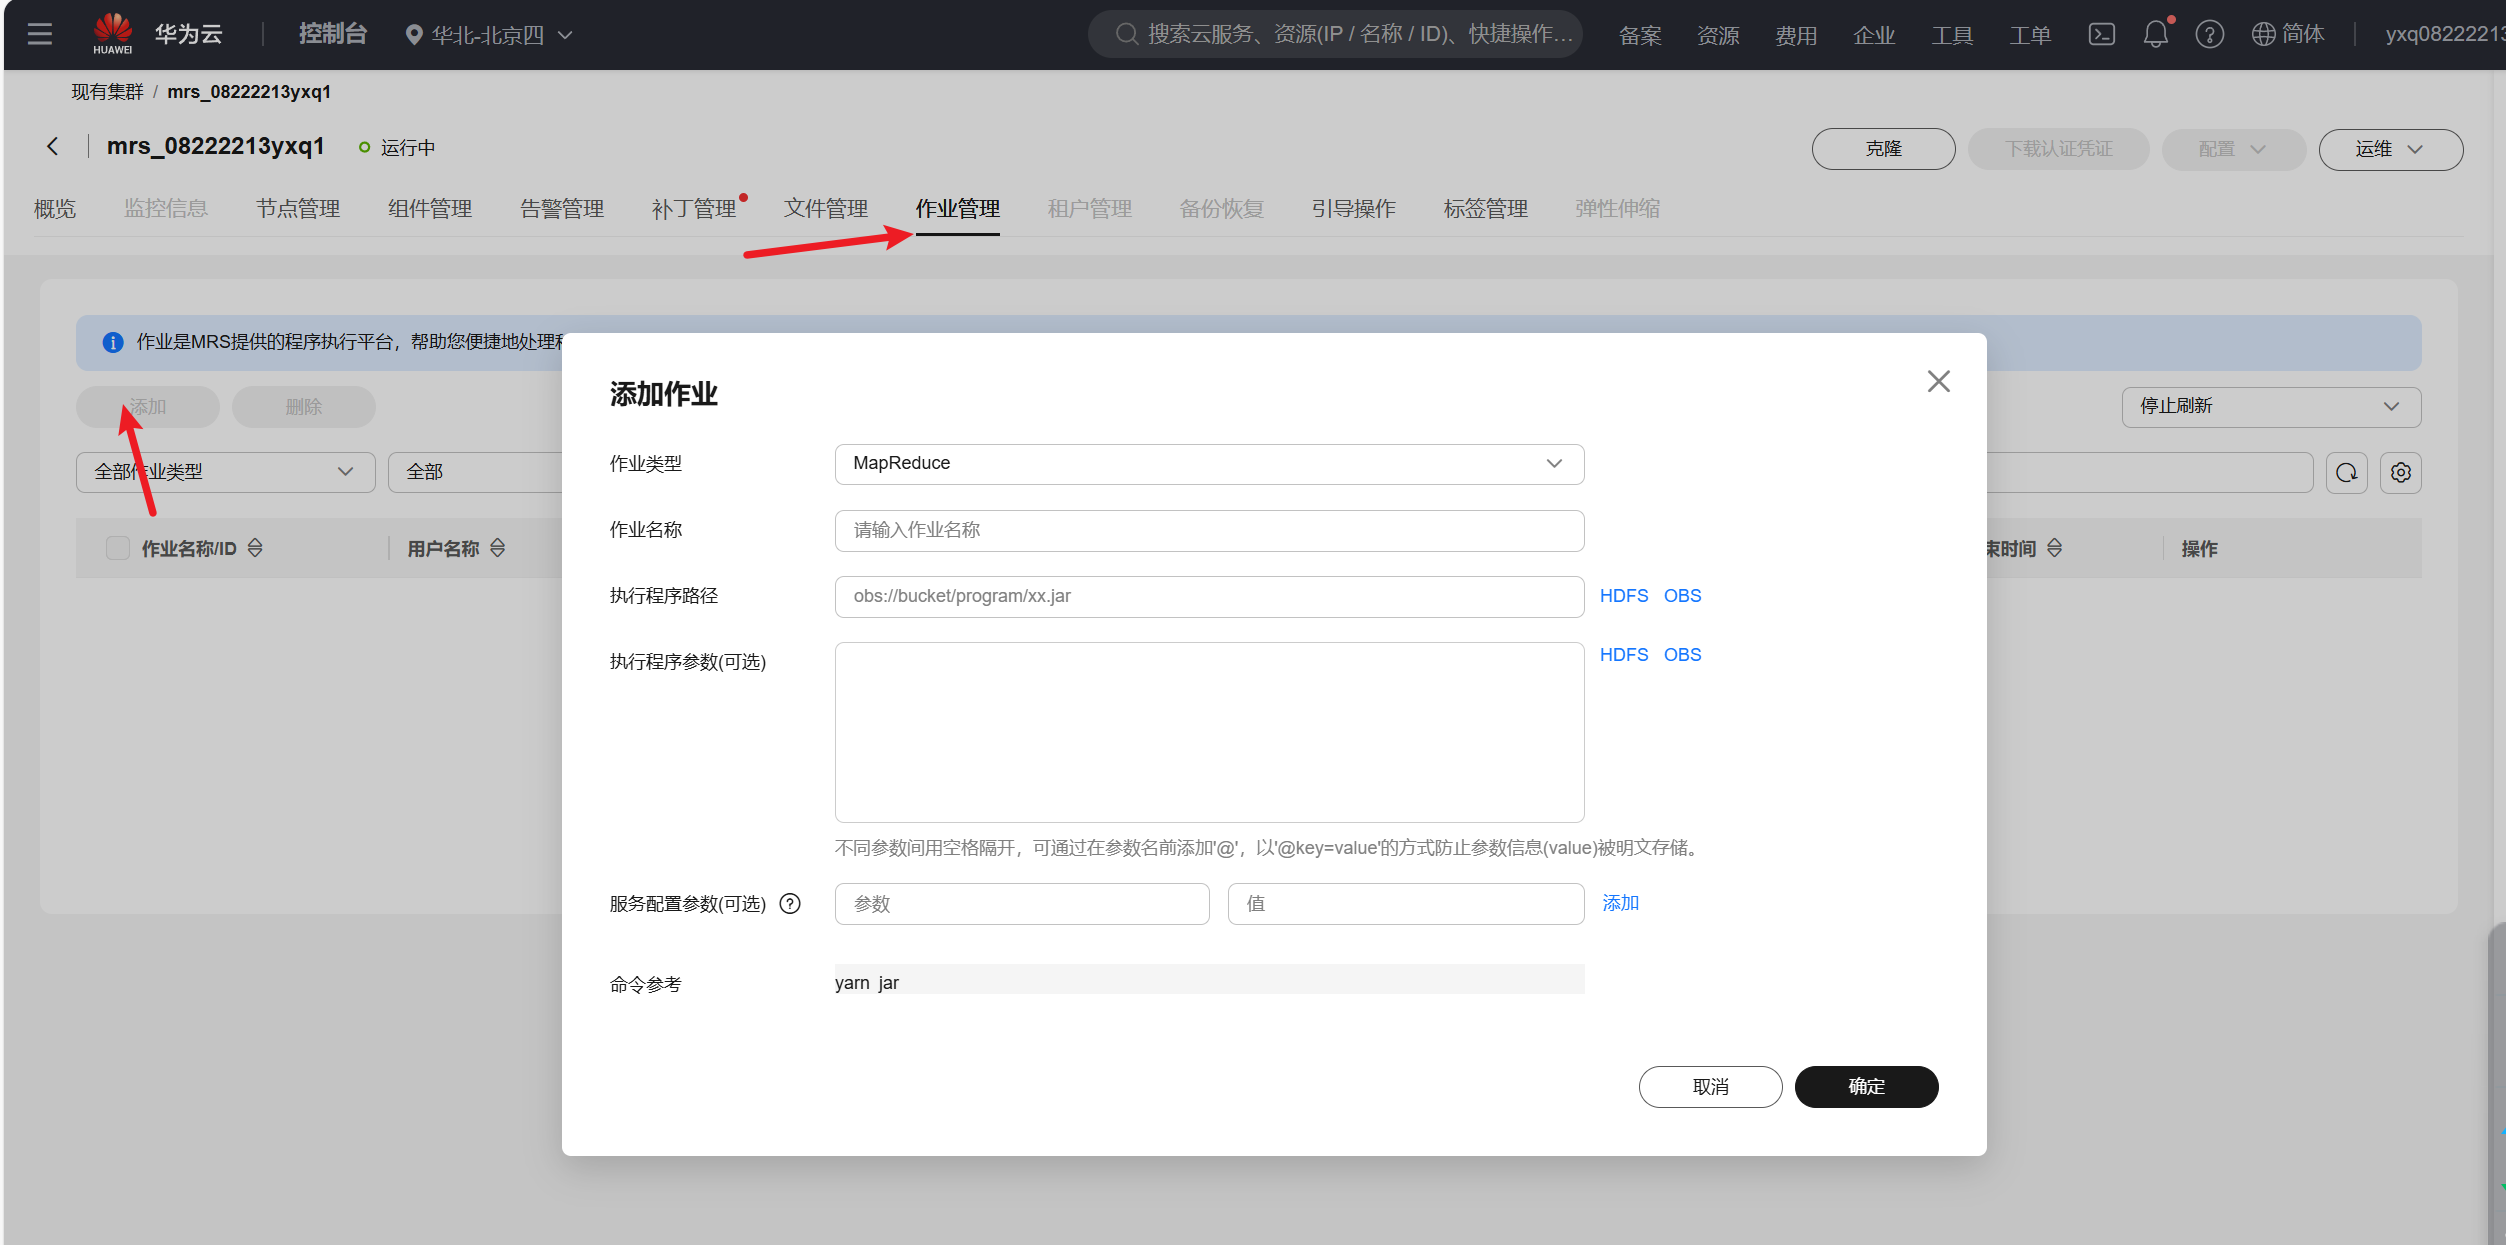 HUAWEI
华为云
控制台
华北-北京四
搜索云服务、资源(IP / 名称 / ID)、快捷操作...
备案
资源
费用
企业
工具
工单
简体
yxq08222213
现有集群 / mrs_08222213yxq1
mrs_08222213yxq1
运行中
克隆
下载认证凭证
配置
运维
概览
监控信息
节点管理
组件管理
告警管理
补丁管理
文件管理
作业管理
租户管理
备份恢复
引导操作
标签管理
弹性伸缩
作业是MRS提供的程序执行平台，帮助您便捷地处理
添加
删除
停止刷新
全部作业类型
全部
作业名称/ID
用户名称
束时间
操作
添加作业
作业类型
MapReduce
作业名称
请输入作业名称
执行程序路径
obs://bucket/program/xx.jar
HDFS OBS
执行程序参数(可选)
HDFS OBS
不同参数间用空格隔开，可通过在参数名前添加'@'，以'@key=value'的方式防止参数信息(value)被明文存储。
服务配置参数(可选)
参数
值
添加
命令参考
yarn jar
取消
确定